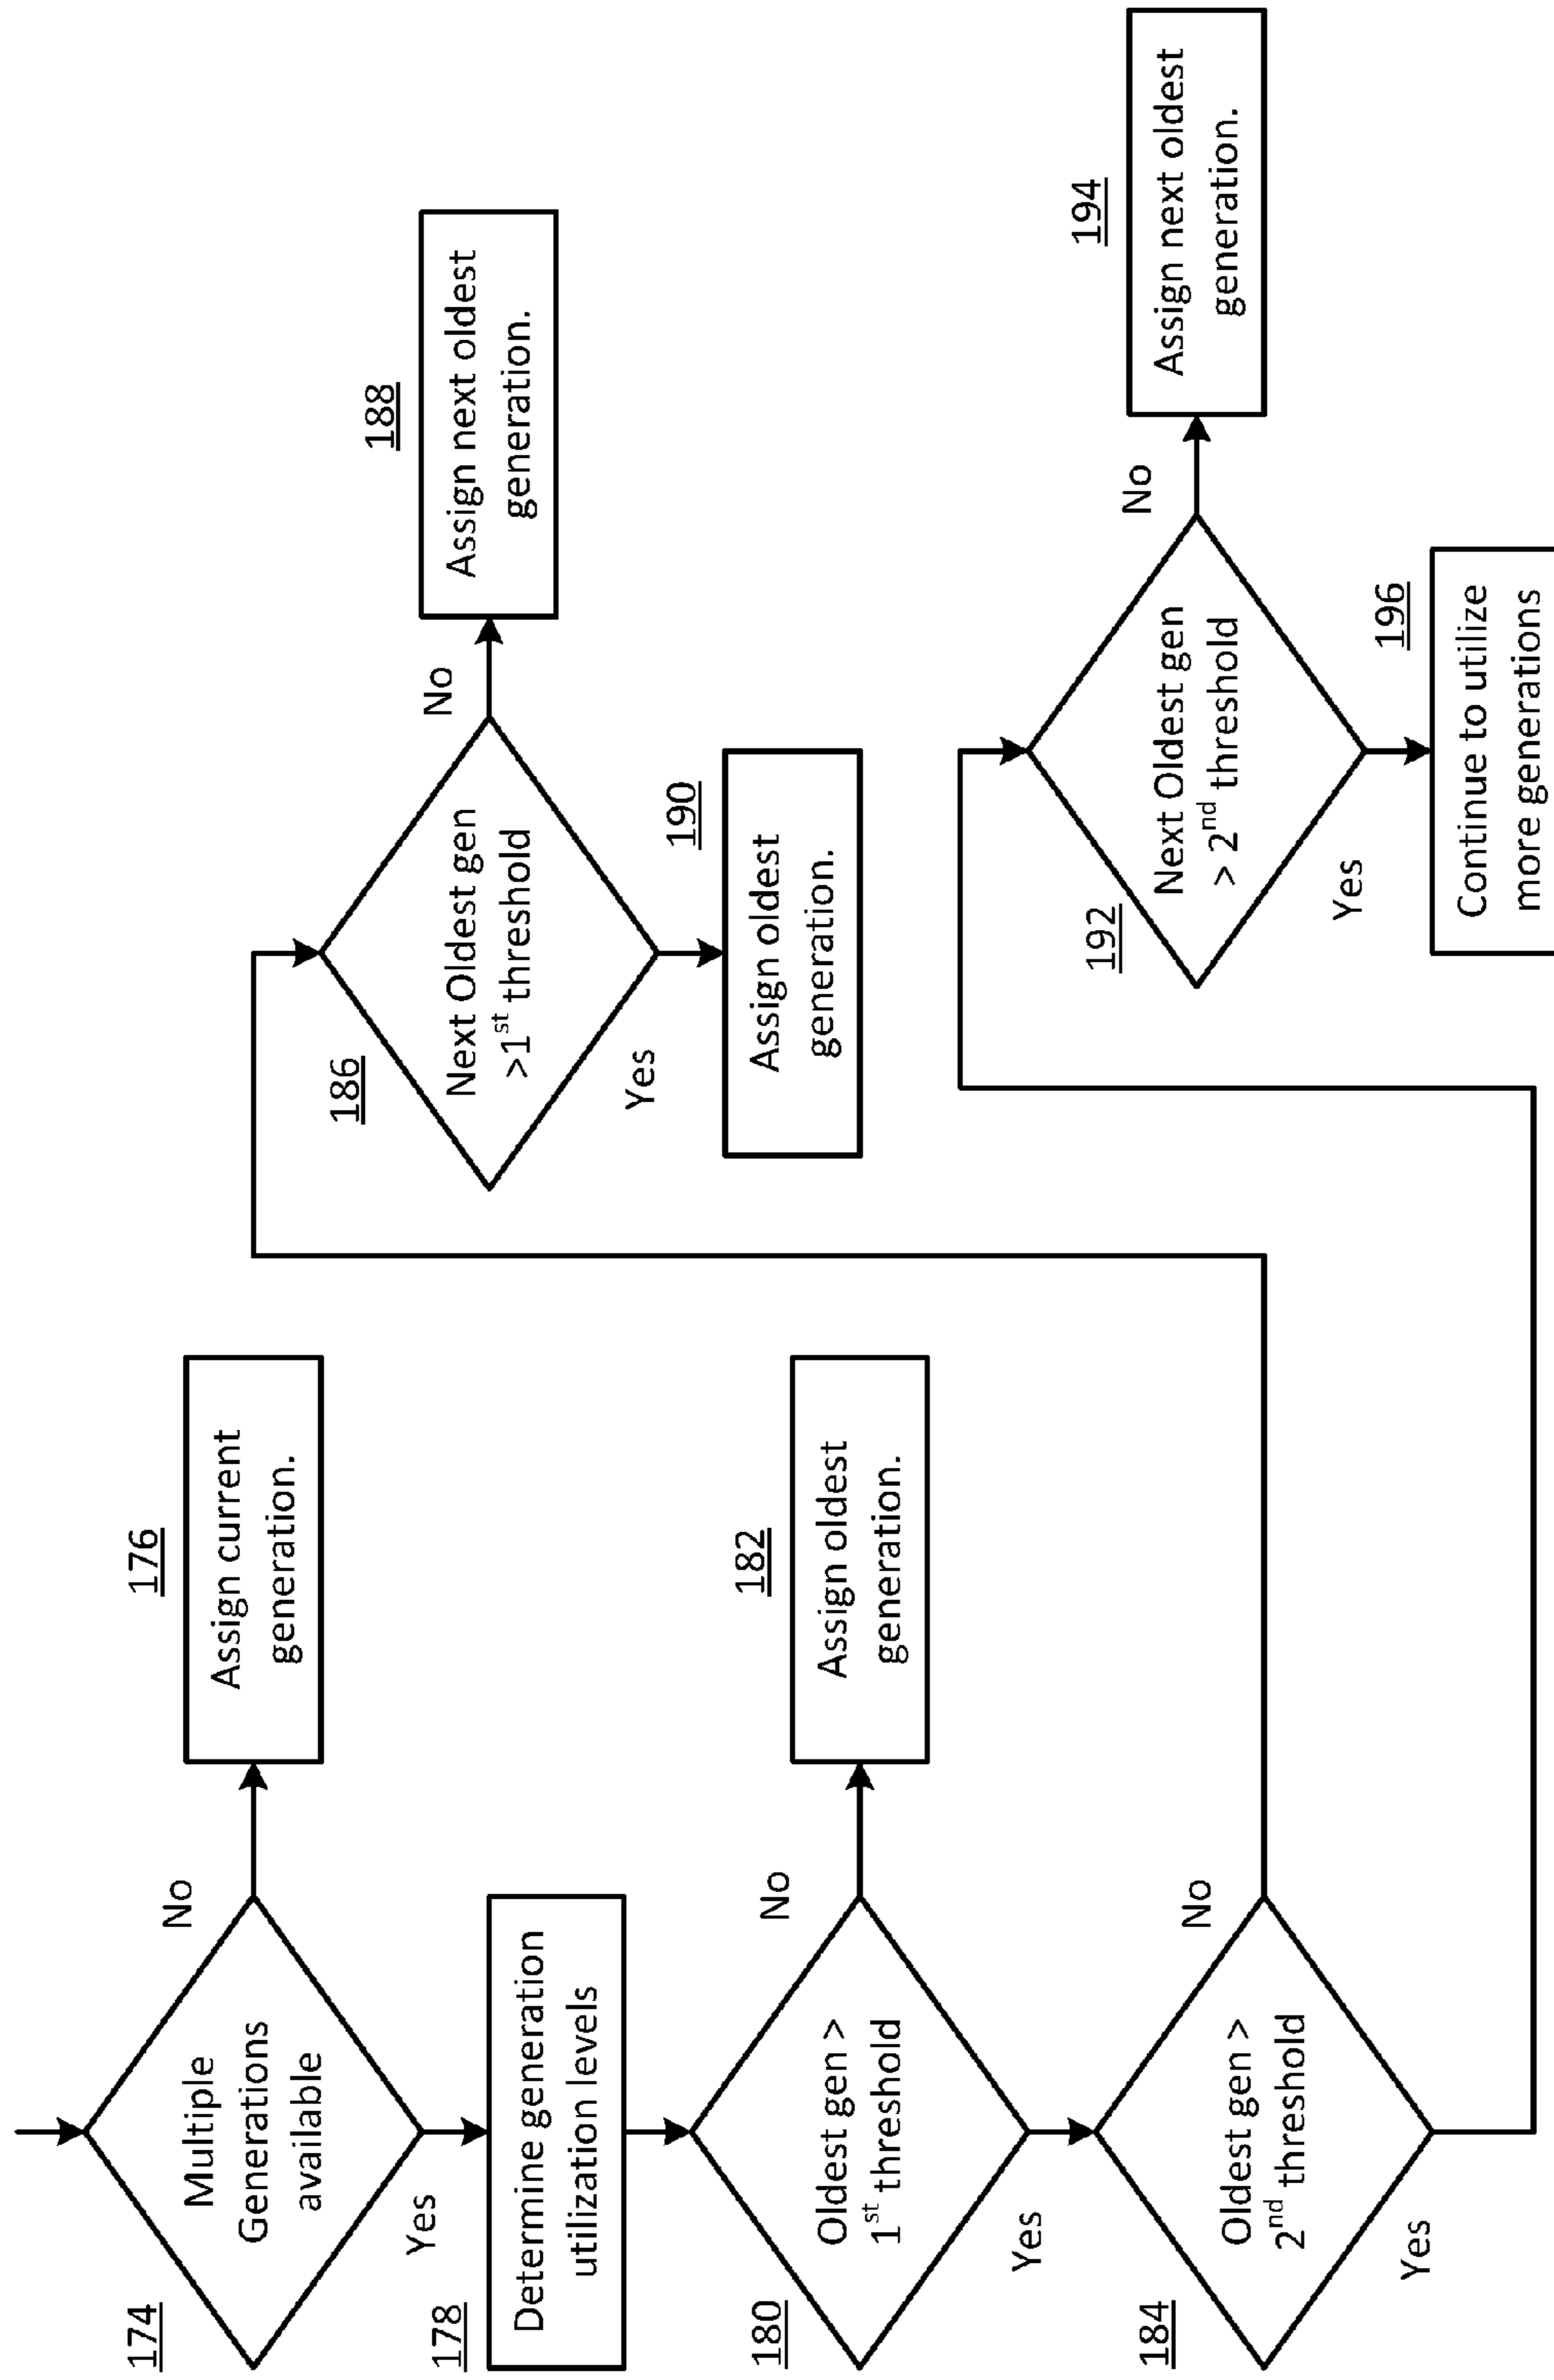 174
Multiple
Generations
available
No
Yes
176
Assign current
generation.
178
Determine generation
utilization levels
180
Oldest gen >
1st threshold
No
Yes
182
Assign oldest
generation.
184
Oldest gen >
2nd threshold
No
Yes
186
Next Oldest gen
>1st threshold
No
Yes
188
Assign next oldest
generation.
190
Assign oldest
generation.
192
Next Oldest gen
> 2nd threshold
No
Yes
194
Assign next oldest
generation.
196
Continue to utilize
more generations